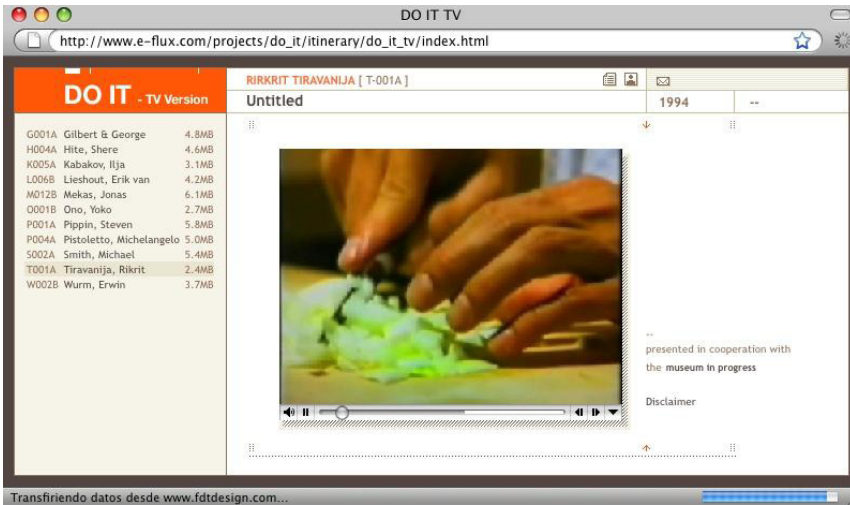 DO IT TV
http://www.e-flux.com/projects/do_it/itinerary/do_it_tv/index.html
DO IT - TV Version
RIRKRIT TIRAVANIJA [ T-001A ]
Untitled
1994 --
G001A Gilbert & George 4.8MB
H004A Hite, Shere 4.6MB
K005A Kabakov, Ilja 3.1MB
L006B Lieshout, Erik van 4.2MB
M012B Mekas, Jonas 6.1MB
O001B Ono, Yoko 2.7MB
P001A Pippin, Steven 5.8MB
P004A Pistoletto, Michelangelo 5.0MB
S002A Smith, Michael 5.4MB
T001A Tiravanija, Rikrit 2.4MB
W002B Wurm, Erwin 3.7MB
--
presented in cooperation with
the museum in progress
Disclaimer
Transfiriendo datos desde www.fdtdesign.com...